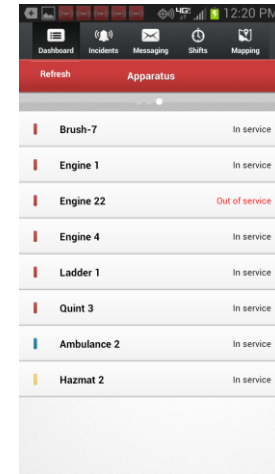 4G 12:20 PM
Dashboard Incidents Messaging Shifts Mapping
Refresh Apparatus
Brush-7 In service
Engine 1 In service
Engine 22 Out of service
Engine 4 In service
Ladder 1 In service
Quint 3 In service
Ambulance 2 In service
Hazmat 2 In service